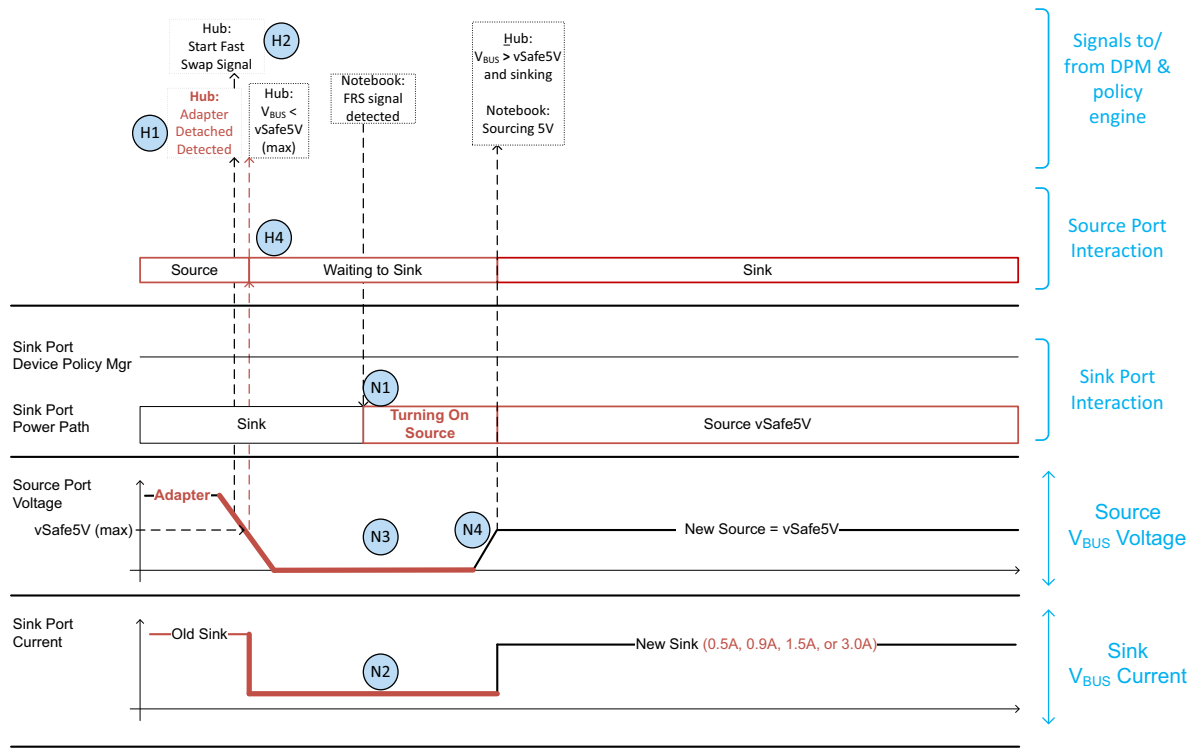 Hub:
Start Fast
Swap Signal
H2
Hub:
Adapter
Detached
Detected
H1
Hub:
VBUS <
vSafe5V
(max)
Notebook:
FRS signal
detected
Hub:
VBUS > vSafe5V
and sinking
Notebook:
Sourcing 5V
Signals to/
from DPM &
policy
engine
H4
Source
Waiting to Sink
Sink
Source Port
Interaction
Sink Port
Device Policy Mgr
N1
Sink Port
Power Path
Sink
Turning On
Source
Source vSafe5V
Sink Port
Interaction
Source Port
Voltage
Adapter
vSafe5V (max)
N3
N4
New Source = vSafe5V
Source
VBUS Voltage
Sink Port
Current
Old Sink
N2
New Sink (0.5A, 0.9A, 1.5A, or 3.0A)
Sink
VBUS Current